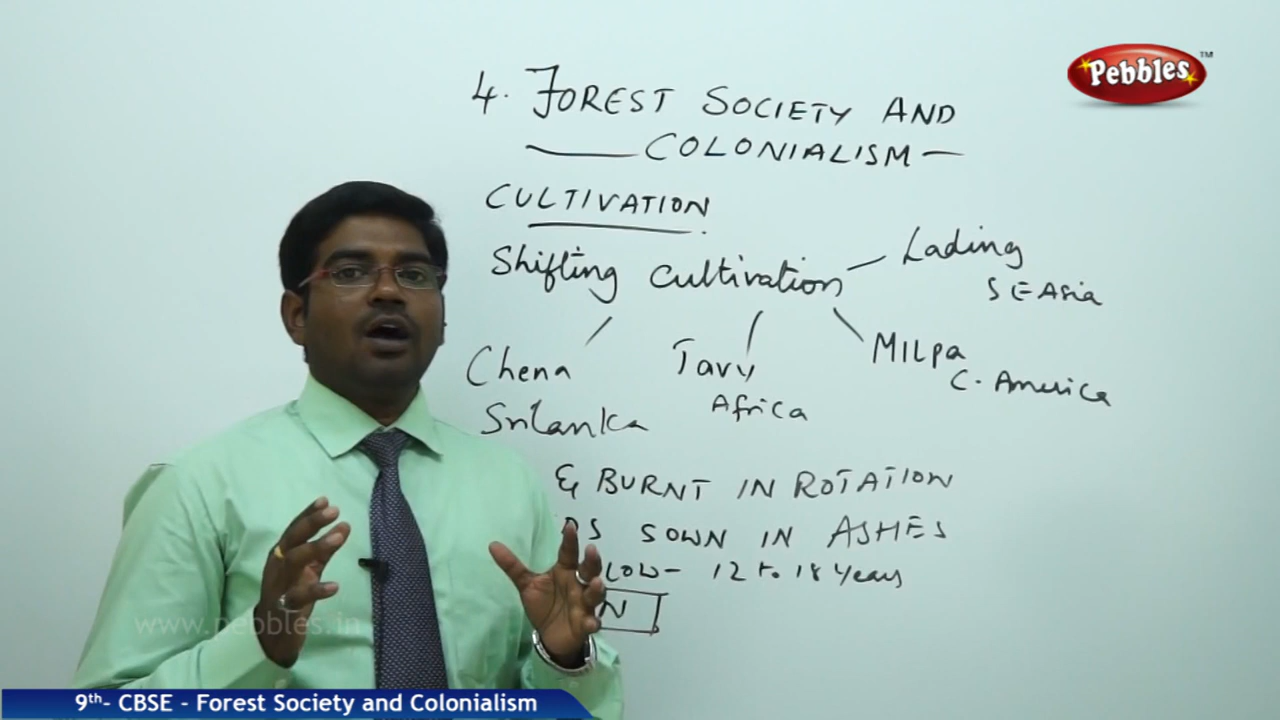 Pebbles™
4. FOREST SOCIETY AND
COLONIALISM
CULTIVATION
Shifting cultivation
Lading
SE Asia
Chena
Srilanka
Tavy
Africa
MILPA
C. America
& BURNT IN ROTATION
SOWN IN ASHES
12 to 18 Years
www.pebbles.in
9th- CBSE - Forest Society and Colonialism